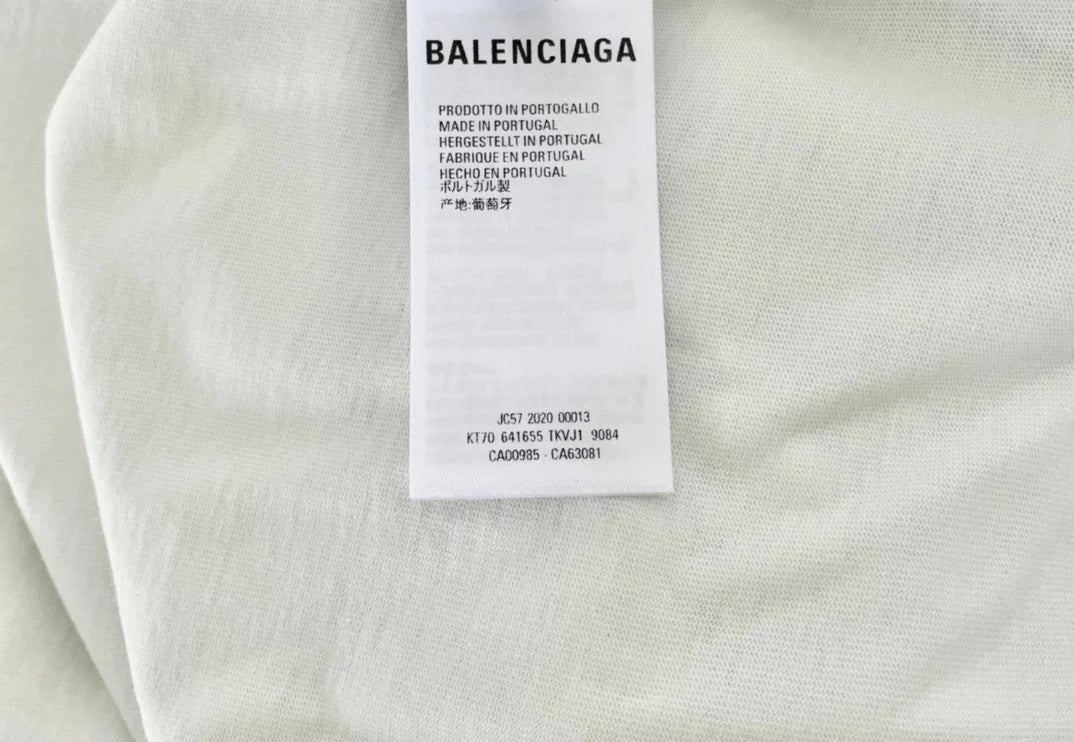 BALENCIAGA
PRODOTTO IN PORTOGALLO
MADE IN PORTUGAL
HERGESTELLT IN PORTUGAL
FABRIQUE EN PORTUGAL
HECHO EN PORTUGAL
ポルトガル製
产地:葡萄牙
JC57 2020 00013
KT70 641655 TKVJ1 9084
CA00985 - CA63081